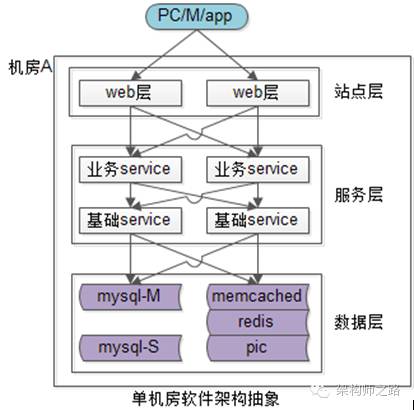 PC/M/app
机房A
web层 web层 站点层
业务service 业务service
服务层
基础service 基础service
mysql-M memcached
redis 数据层
mysql-S pic
单机房软件架构抽象
架构师之路